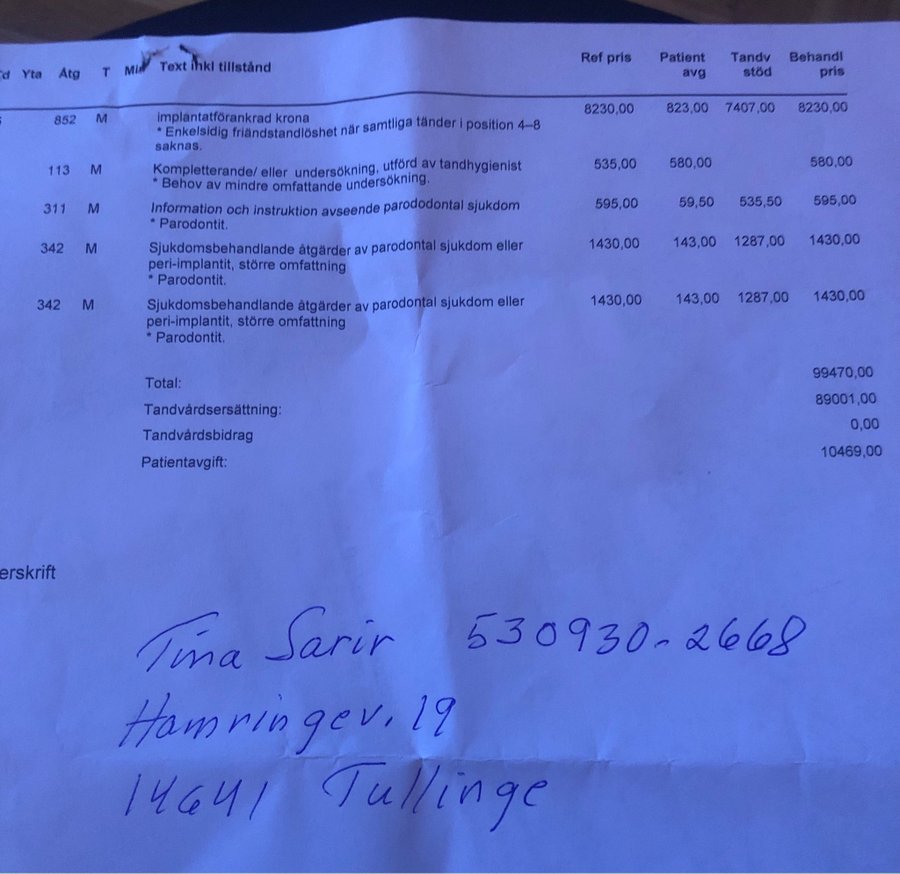 Yta Åtg T Min Text inkl tillstånd Ref pris Patient avg Tandv stöd Behandl pris
852 M implantatförankrad krona 8230,00 823,00 7407,00 8230,00
* Enkelsidig friändstandlöshet när samtliga tänder i position 4–8
saknas.
113 M Kompletterande/ eller undersökning, utförd av tandhygienist 535,00 580,00 580,00
* Behov av mindre omfattande undersökning.
311 M Information och instruktion avseende parododontal sjukdom 595,00 59,50 535,50 595,00
* Parodontit.
342 M Sjukdomsbehandlande åtgärder av parodontal sjukdom eller 1430,00 143,00 1287,00 1430,00
peri-implantit, större omfattning
* Parodontit.
342 M Sjukdomsbehandlande åtgärder av parodontal sjukdom eller 1430,00 143,00 1287,00 1430,00
peri-implantit, större omfattning
* Parodontit.
Total: 99470,00
Tandvårdsersättning: 89001,00
Tandvårdsbidrag 0,00
Patientavgift: 10469,00
erskrift
Tina Sarir 530930-2668
Hamringev. 19
14641 Tullinge